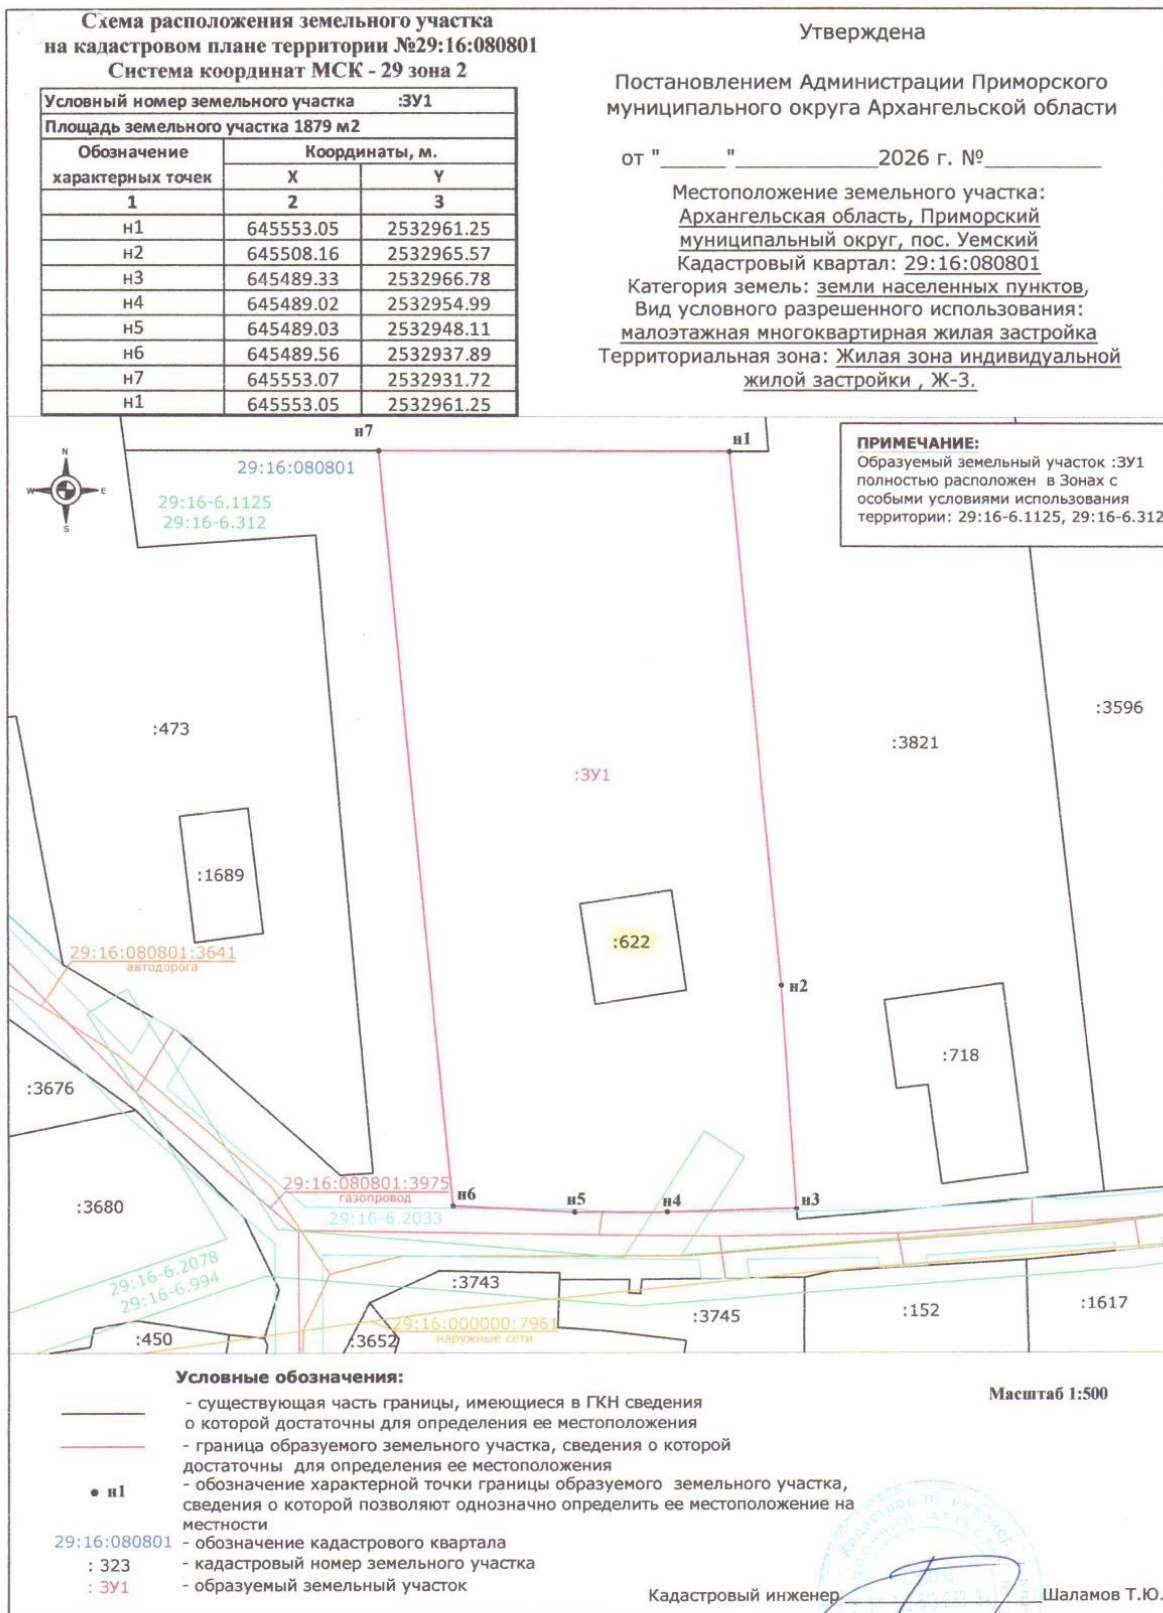 Схема расположения земельного участка
на кадастровом плане территории №29:16:080801
Система координат МСК - 29 зона 2
Условный номер земельного участка :ЗУ1
Площадь земельного участка 1879 м2
Обозначение характерных точек Координаты, м.
X Y
1 2 3
н1 645553.05 2532961.25
н2 645508.16 2532965.57
н3 645489.33 2532966.78
н4 645489.02 2532954.99
н5 645489.03 2532948.11
н6 645489.56 2532937.89
н7 645553.07 2532931.72
н1 645553.05 2532961.25
Утверждена
Постановлением Администрации Приморского
муниципального округа Архангельской области
от "______"____________2026 г. №__________
Местоположение земельного участка:
Архангельская область, Приморский
муниципальный округ, пос. Уемский
Кадастровый квартал: 29:16:080801
Категория земель: земли населенных пунктов,
Вид условного разрешенного использования:
малоэтажная многоквартирная жилая застройка
Территориальная зона: Жилая зона индивидуальной
жилой застройки , Ж-3.
н7
н1
ПРИМЕЧАНИЕ:
Образуемый земельный участок :ЗУ1
полностью расположен в Зонах с
особыми условиями использования
территории: 29:16-6.1125, 29:16-6.312
N
W E
S
29:16:080801
29:16-6.1125
29:16-6.312
:473
:3596
:3821
:ЗУ1
:1689
:622
29:16:080801:3641
автодорога
н2
:718
:3676
29:16:080801:3975
газопровод
н6
н5
н4
н3
:3680
29:16-6.2033
29:16-6.2078
29:16-6.994
:3743
:3745
:152
:1617
29:16:000000:7961
наружные сети
:450
:3652
Условные обозначения:
Масштаб 1:500
- существующая часть границы, имеющиеся в ГКН сведения
о которой достаточны для определения ее местоположения
- граница образуемого земельного участка, сведения о которой
достаточны для определения ее местоположения
• н1 - обозначение характерной точки границы образуемого земельного участка,
сведения о которой позволяют однозначно определить ее местоположение на
местности
29:16:080801 - обозначение кадастрового квартала
: 323 - кадастровый номер земельного участка
: ЗУ1 - образуемый земельный участок
Кадастровый инженер Шаламов Т.Ю.